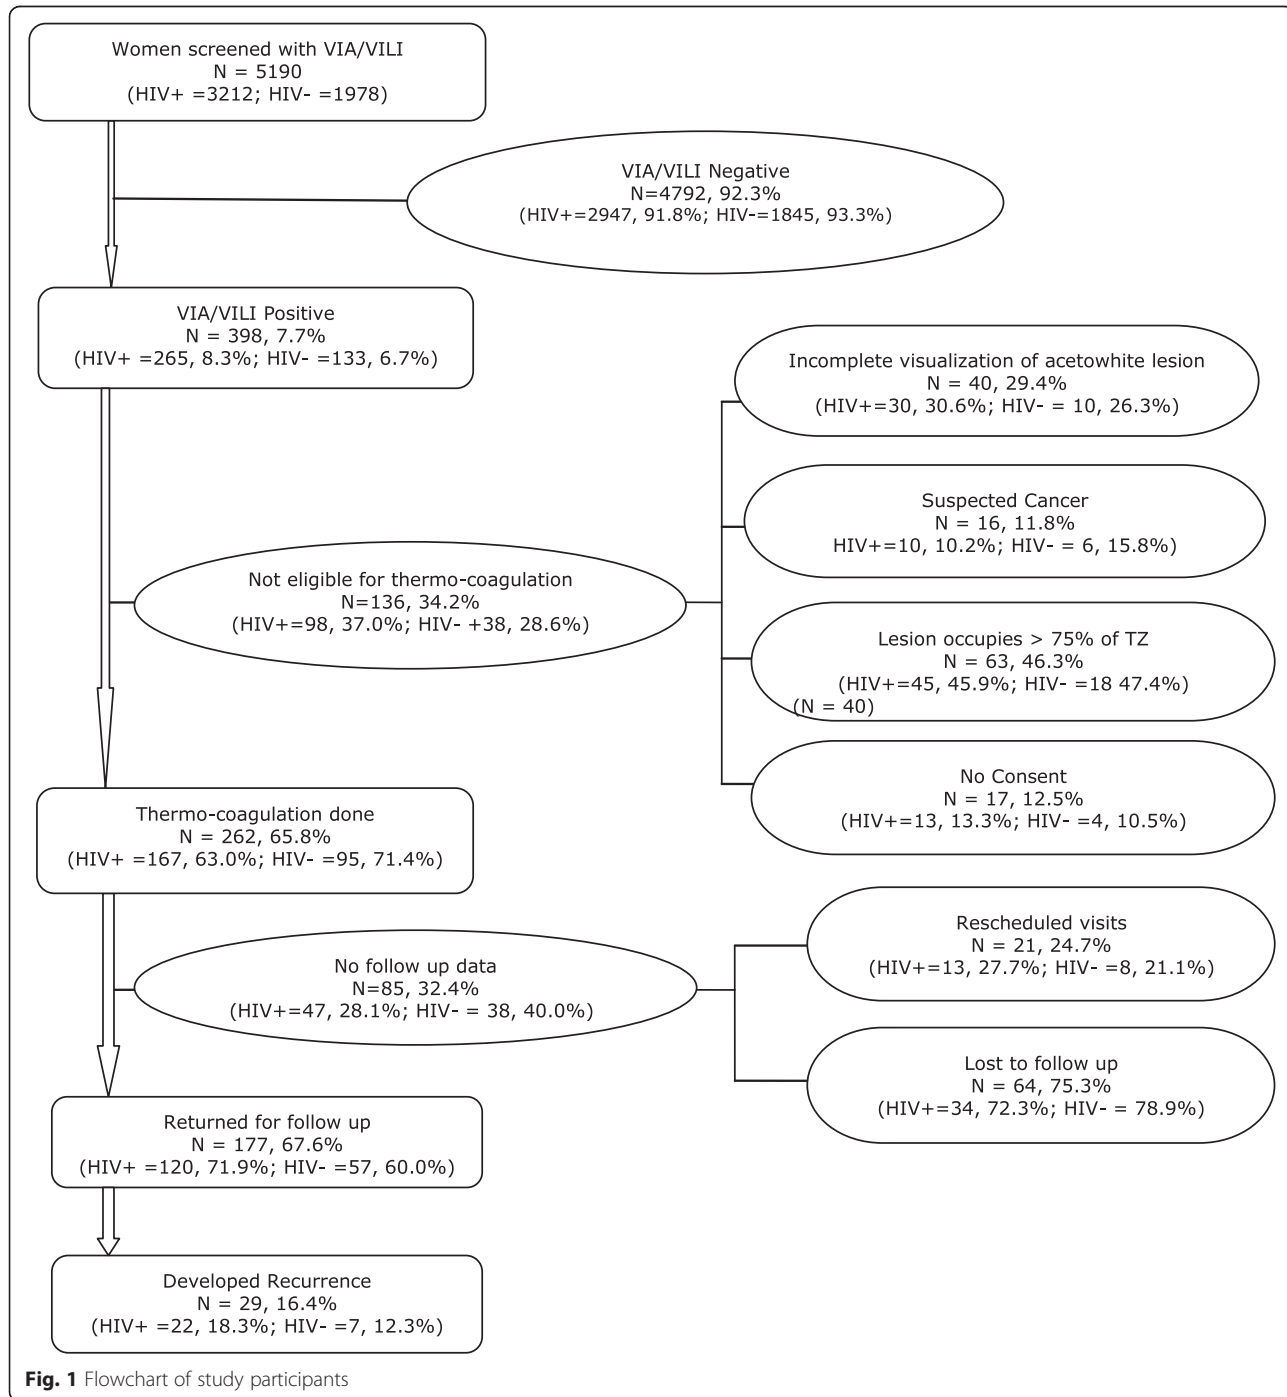 Women screened with VIA/VILI
N = 5190
(HIV+ =3212; HIV- =1978)
VIA/VILI Negative
N=4792, 92.3%
(HIV+=2947, 91.8%; HIV-=1845, 93.3%)
VIA/VILI Positive
N = 398, 7.7%
(HIV+ =265, 8.3%; HIV- =133, 6.7%)
Incomplete visualization of acetowhite lesion
N = 40, 29.4%
(HIV+=30, 30.6%; HIV- = 10, 26.3%)
Suspected Cancer
N = 16, 11.8%
HIV+=10, 10.2%; HIV- = 6, 15.8%)
Not eligible for thermo-coagulation
N=136, 34.2%
(HIV+=98, 37.0%; HIV- +38, 28.6%)
Lesion occupies > 75% of TZ
N = 63, 46.3%
(HIV+=45, 45.9%; HIV- =18 47.4%)
(N = 40)
No Consent
N = 17, 12.5%
(HIV+=13, 13.3%; HIV- =4, 10.5%)
Thermo-coagulation done
N = 262, 65.8%
(HIV+ =167, 63.0%; HIV- =95, 71.4%)
Rescheduled visits
N = 21, 24.7%
(HIV+=13, 27.7%; HIV- =8, 21.1%)
No follow up data
N=85, 32.4%
(HIV+=47, 28.1%; HIV- = 38, 40.0%)
Lost to follow up
N = 64, 75.3%
(HIV+=34, 72.3%; HIV- = 78.9%)
Returned for follow up
N = 177, 67.6%
(HIV+ =120, 71.9%; HIV- =57, 60.0%)
Developed Recurrence
N = 29, 16.4%
(HIV+ =22, 18.3%; HIV- =7, 12.3%)
Fig. 1 Flowchart of study participants